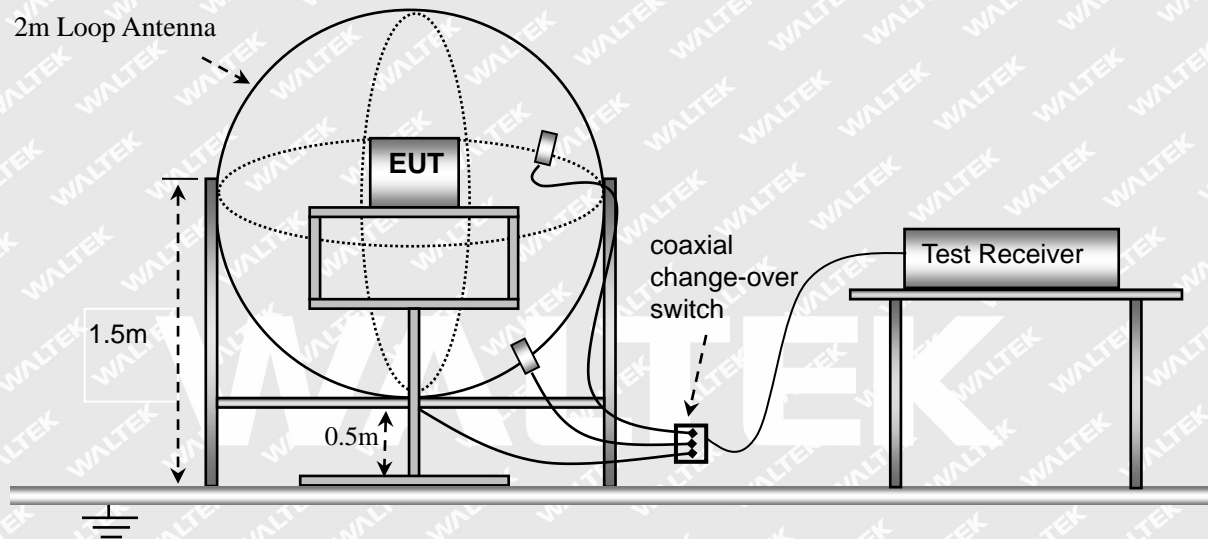 2m Loop Antenna
EUT
coaxial
change-over
switch
Test Receiver
1.5m
0.5m
WALTEK